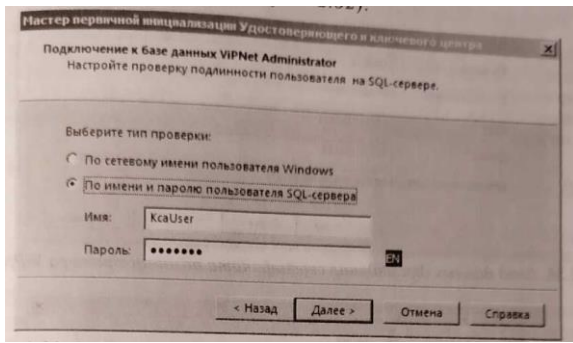 Мастер первичной инициализации Удостоверяющего и ключевого центра
Подключение к базе данных ViPNet Administrator
Настройте проверку подлинности пользователя на SQL-сервере.
Выберите тип проверки:
По сетевому имени пользователя Windows
По имени и паролю пользователя SQL-сервера
Имя: KcaUser
Пароль: •••••••
EN
< Назад Далее > Отмена Справка